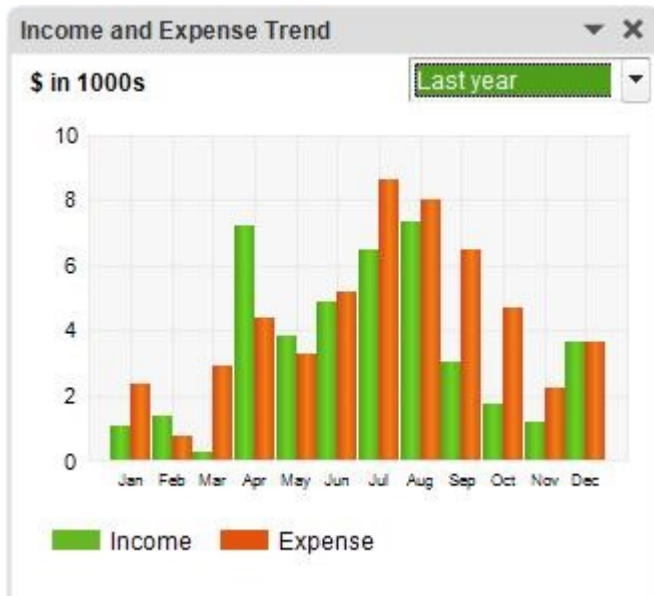 Income and Expense Trend
$ in 1000s
Last year
10
8
6
4
2
0
Jan Feb Mar Apr May Jun Jul Aug Sep Oct Nov Dec
Income Expense